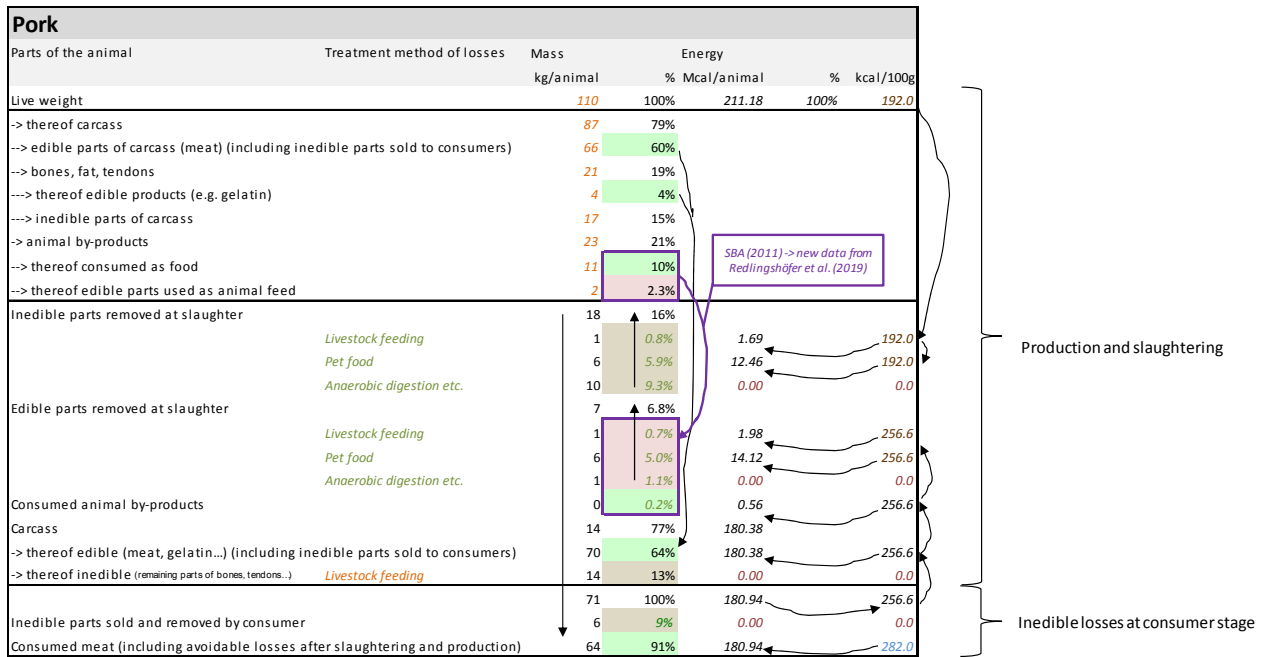 Pork
Parts of the animal Treatment method of losses Mass Energy
kg/animal % Mcal/animal % kcal/100g
Live weight 110 100% 211.18 100% 192.0
-> thereof carcass 87 79%
--> edible parts of carcass (meat) (including inedible parts sold to consumers) 66 60%
--> bones, fat, tendons 21 19%
---> thereof edible products (e.g. gelatin) 4 4%
---> inedible parts of carcass 17 15%
-> animal by-products 23 21%
--> thereof consumed as food 11 10%
--> thereof edible parts used as animal feed 2 2.3%
SBA (2011) -> new data from
Redlingshöfer et al. (2019)
Inedible parts removed at slaughter 18 16%
Livestock feeding 1 0.8% 1.69 192.0
Pet food 6 5.9% 12.46 192.0
Anaerobic digestion etc. 10 9.3% 0.00 0.0
Edible parts removed at slaughter 7 6.8%
Livestock feeding 1 0.7% 1.98 256.6
Pet food 6 5.0% 14.12 256.6
Anaerobic digestion etc. 1 1.1% 0.00 0.0
Consumed animal by-products 0 0.2% 0.56 256.6
Carcass 14 77% 180.38
-> thereof edible (meat, gelatin...) (including inedible parts sold to consumers) 70 64% 180.38 256.6
-> thereof inedible (remaining parts of bones, tendons...) Livestock feeding 14 13% 0.00 0.0
71 100% 180.94 256.6
Inedible parts sold and removed by consumer 6 9% 0.00 0.0
Consumed meat (including avoidable losses after slaughtering and production) 64 91% 180.94 282.0
Production and slaughtering
Inedible losses at consumer stage